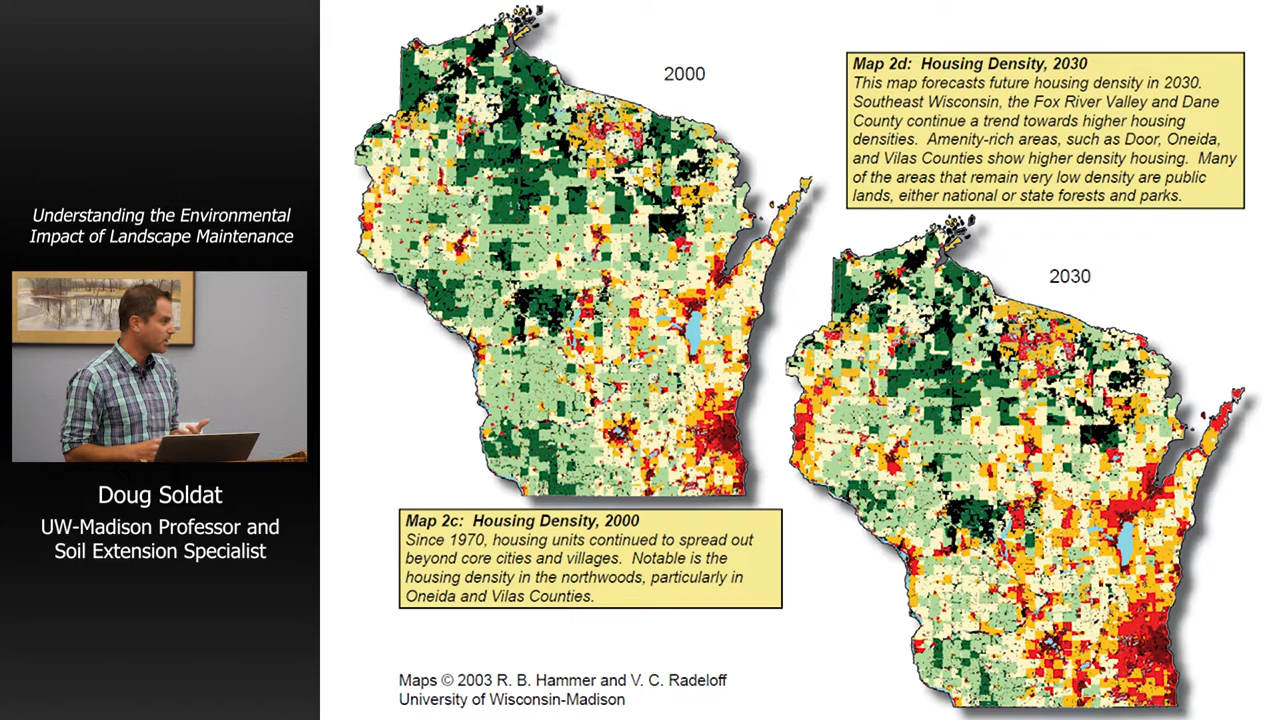 Understanding the Environmental
Impact of Landscape Maintenance
Doug Soldat
UW-Madison Professor and
Soil Extension Specialist
2000
Map 2d: Housing Density, 2030
This map forecasts future housing density in 2030.
Southeast Wisconsin, the Fox River Valley and Dane
County continue a trend towards higher housing
densities. Amenity-rich areas, such as Door, Oneida,
and Vilas Counties show higher density housing. Many
of the areas that remain very low density are public
lands, either national or state forests and parks.
2030
Map 2c: Housing Density, 2000
Since 1970, housing units continued to spread out
beyond core cities and villages. Notable is the
housing density in the northwoods, particularly in
Oneida and Vilas Counties.
Maps © 2003 R. B. Hammer and V. C. Radeloff
University of Wisconsin-Madison